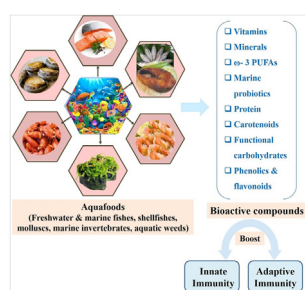 ❑ Vitamins
❑ Minerals
❑ ω- 3 PUFAs
❑ Marine
probiotics
❑ Protein
❑ Carotenoids
❑ Functional
carbohydrates
❑ Phenolics &
flavonoids
Aquafoods
(Freshwater & marine fishes, shellfishes,
molluscs, marine invertebrates, aquatic weeds)
Bioactive compounds
Boost
Innate
Immunity
Adaptive
Immunity